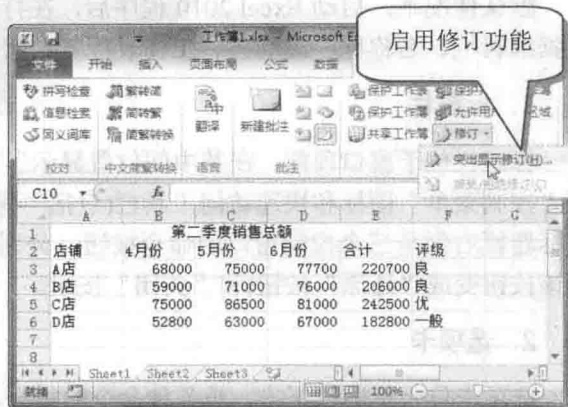 启用修订功能
工作簿1.xlsx - Microsoft E
文件 开始 插入 页面布局 公式 数据
拼写检查 繁转简 保护工作表
信息检索 简转繁 翻译 新建批注 保护工作簿 允许用 区域
同义词库 简繁转换 共享工作簿 修订
校对 中文简繁转换 语言 批注
突出显示修订(H)...
C10 fx
A B C D E F G
1 第二季度销售总额
2 店铺 4月份 5月份 6月份 合计 评级
3 A店 68000 75000 77700 220700 良
4 B店 59000 71000 76000 206000 良
5 C店 75000 86500 81000 242500 优
6 D店 52800 63000 67000 182800 一般
7
8
Sheet1 Sheet2 Sheet3
就绪 100%